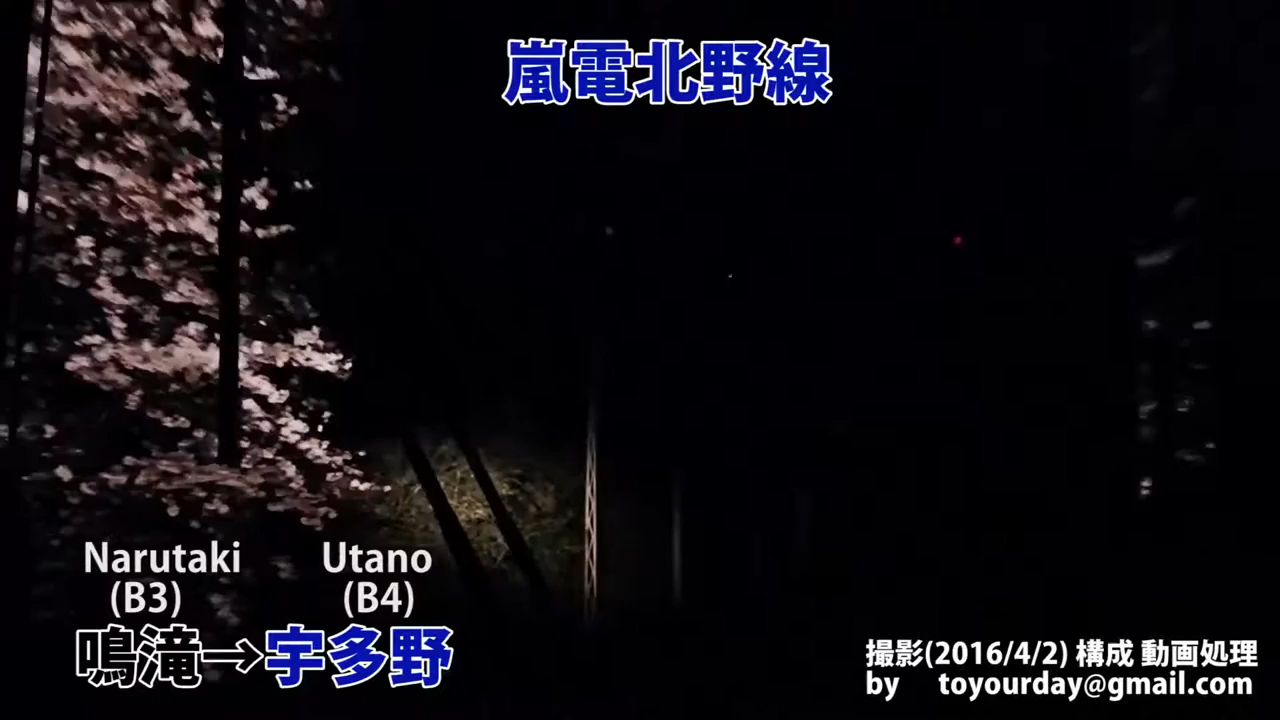 嵐電北野線
Narutaki Utano
(B3) (B4)
鳴滝→宇多野
撮影(2016/4/2) 構成 動画処理
by toyourday@gmail.com